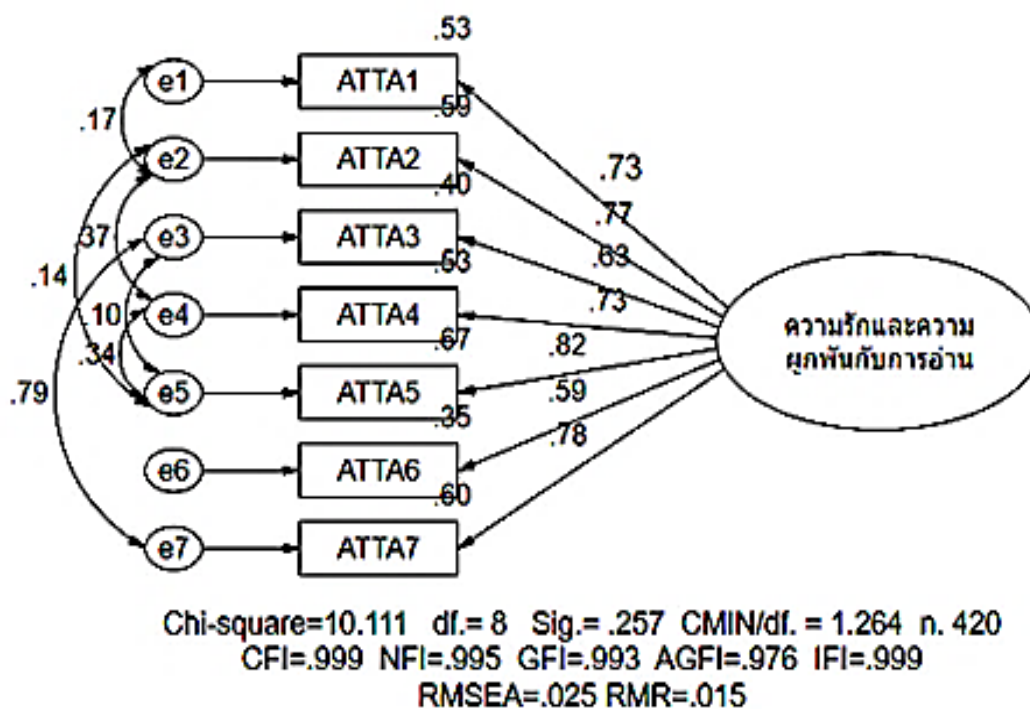 .53
e1 ATTA1
.59
.17
e2 ATTA2
.73
.40
.77
e3 ATTA3
.37
.63
.53
.14
.10
e4 ATTA4
.73
.67
.34
.82
ความรักและความ
ผูกพันกับการอ่าน
.79
e5 ATTA5
.59
.35
.78
e6 ATTA6
.60
e7 ATTA7
Chi-square=10.111 df.= 8 Sig.= .257 CMIN/df. = 1.264 n. 420
CFI=.999 NFI=.995 GFI=.993 AGFI=.976 IFI=.999
RMSEA=.025 RMR=.015